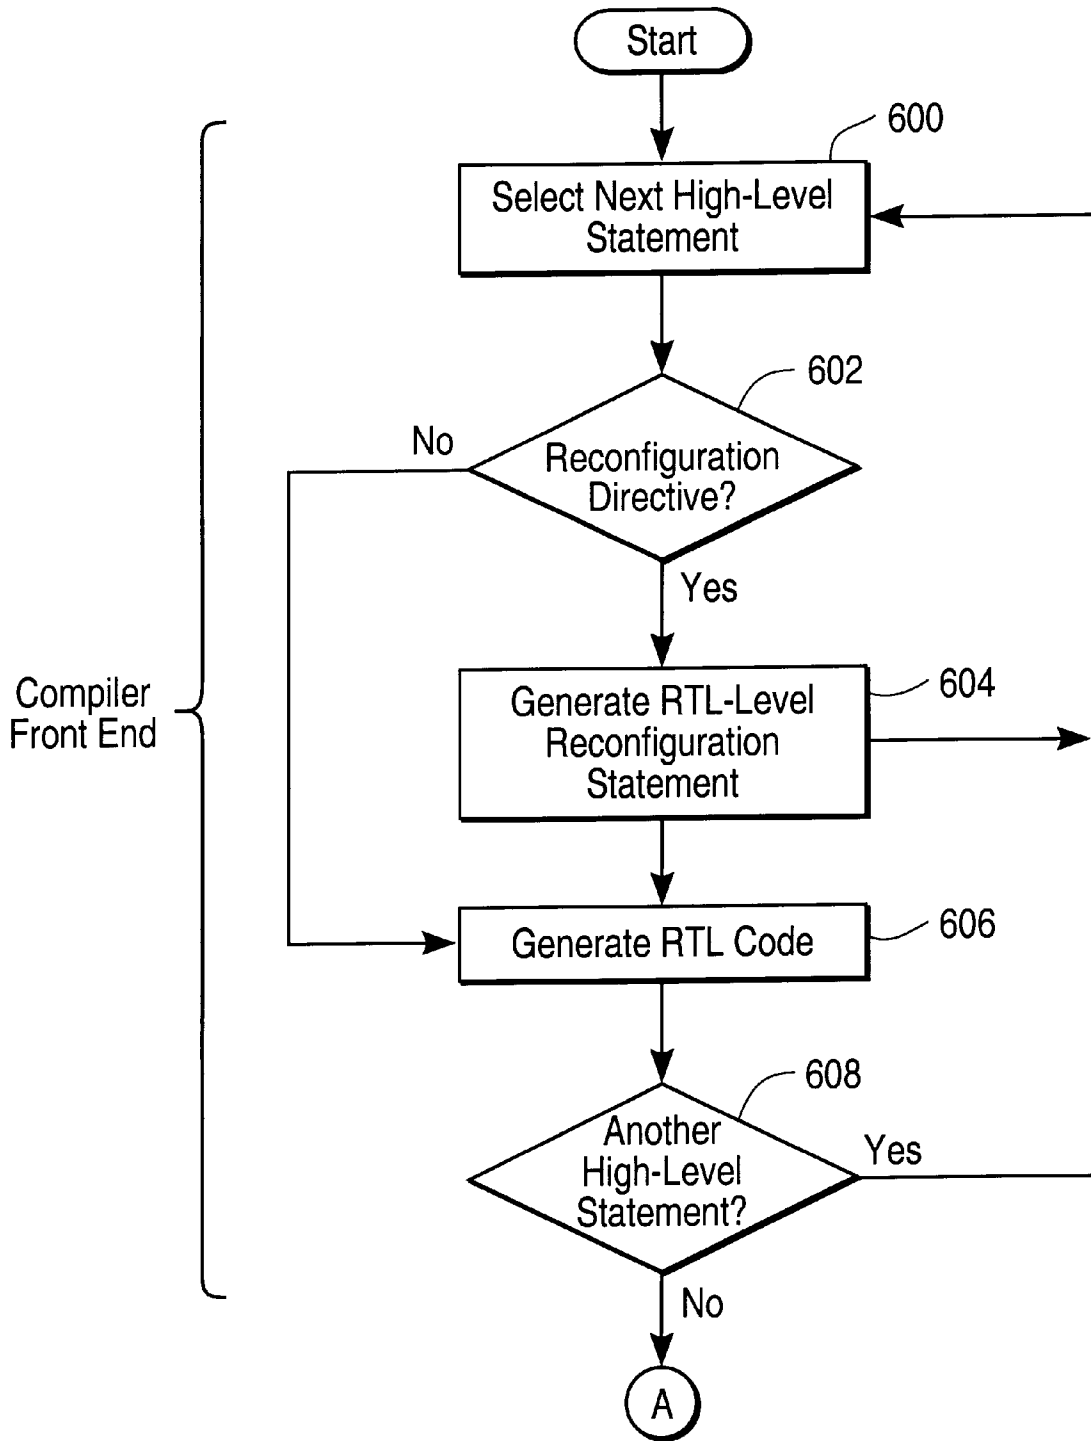 Start
600
Select Next High-Level
Statement
602
No
Reconfiguration
Directive?
Yes
Compiler
Front End
604
Generate RTL-Level
Reconfiguration
Statement
606
Generate RTL Code
608
Another
High-Level
Statement?
Yes
No
A